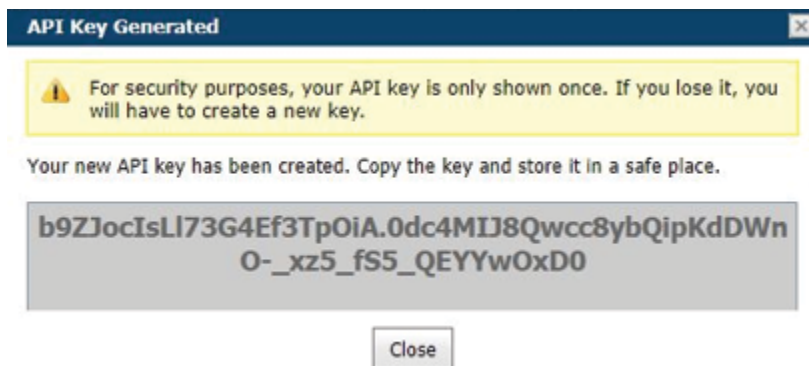 API Key Generated
For security purposes, your API key is only shown once. If you lose it, you
will have to create a new key.
Your new API key has been created. Copy the key and store it in a safe place.
b9ZJocIsLl73G4Ef3TpOiA.0dc4MIJ8Qwcc8ybQipKdDWn
O-_xz5_fS5_QEYYwOxD0
Close